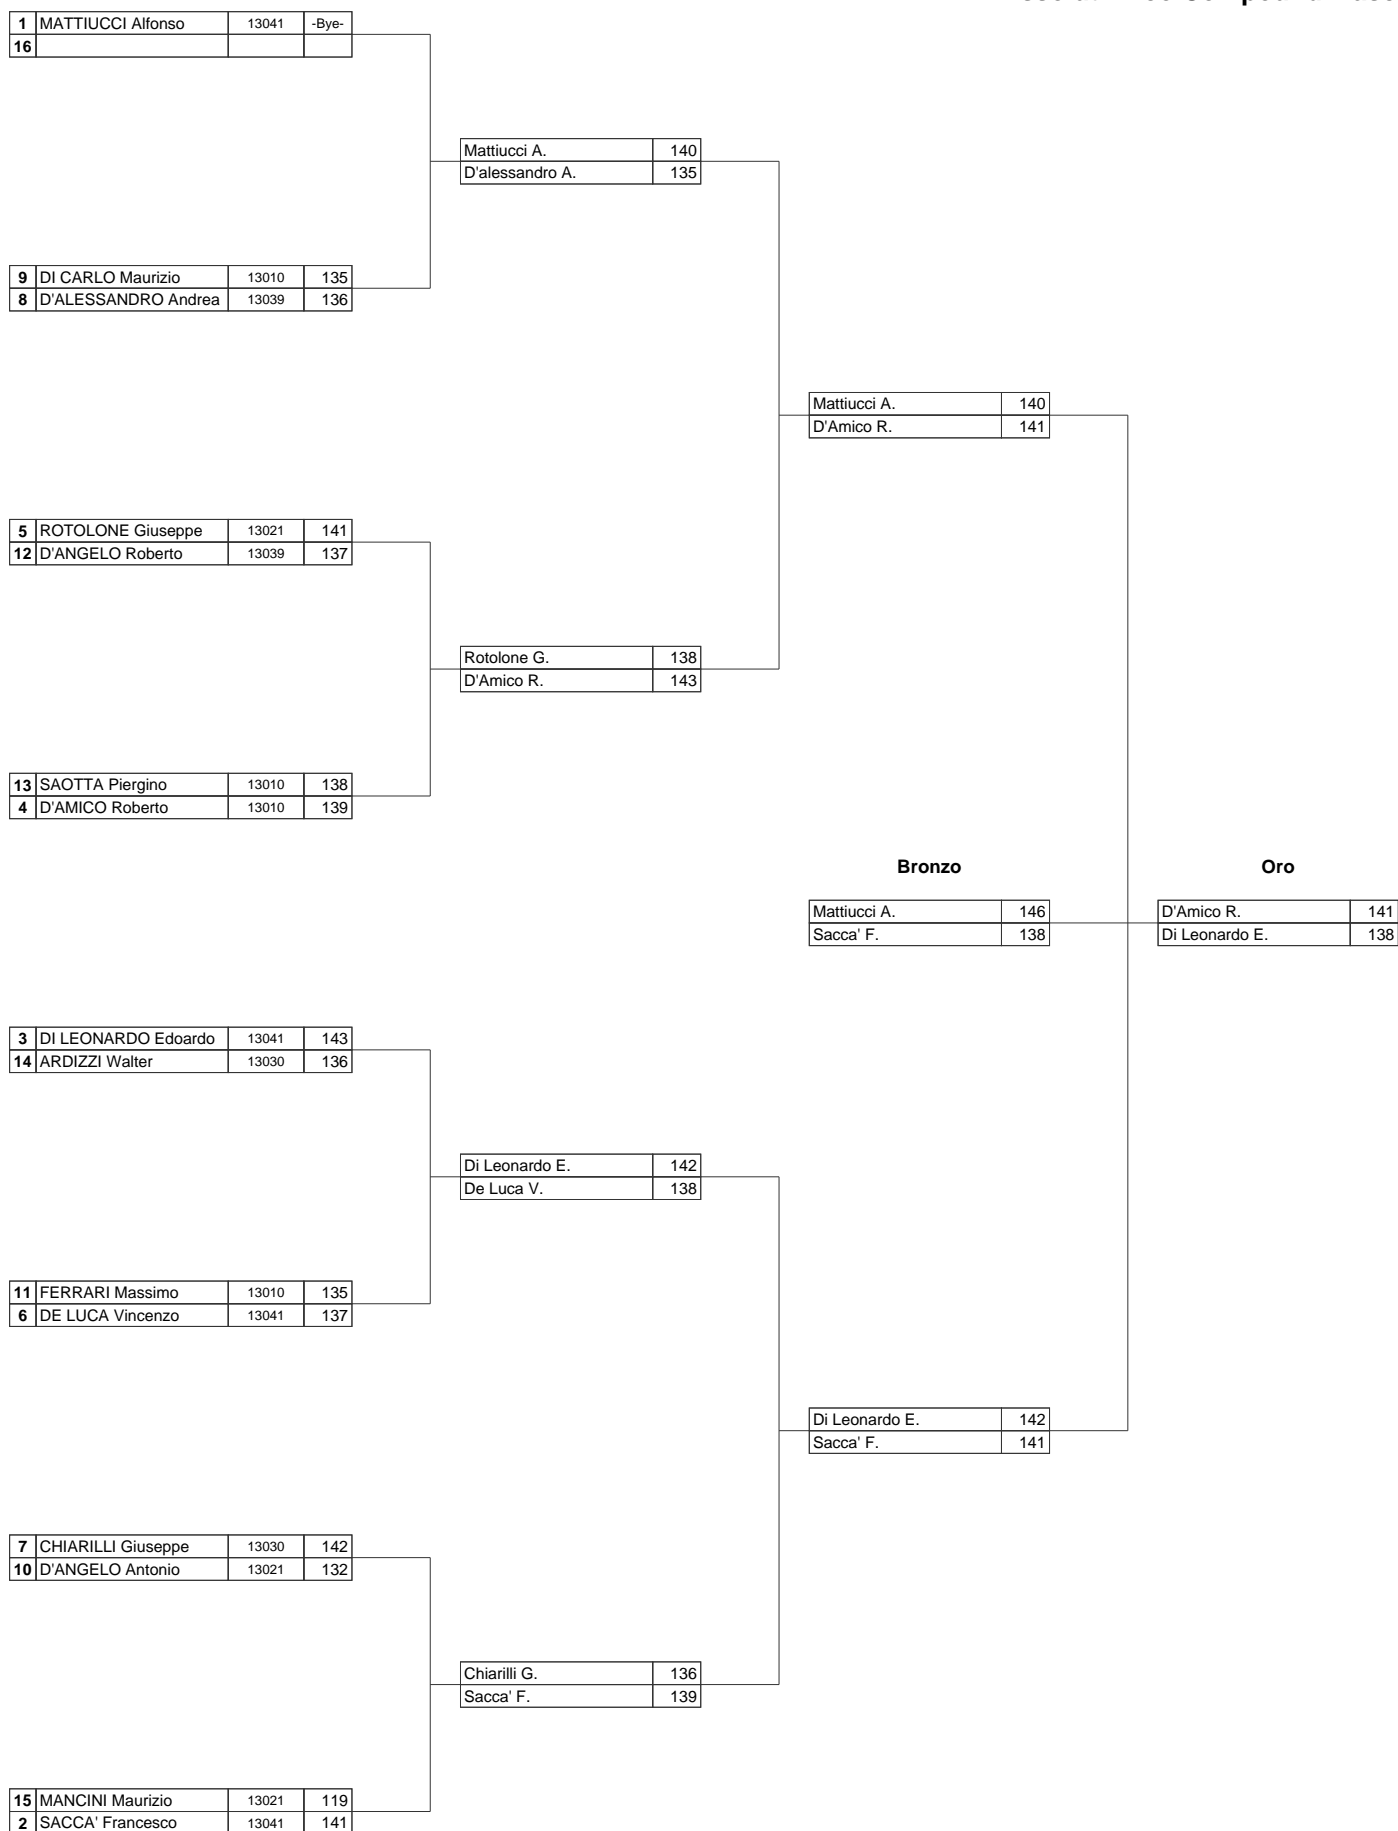 1 MATTIUCCI Alfonso 13041 -Bye-
16
Mattiucci A. 140
D'alessandro A. 135
9 DI CARLO Maurizio 13010 135
8 D'ALESSANDRO Andrea 13039 136
Mattiucci A. 140
D'Amico R. 141
5 ROTOLONE Giuseppe 13021 141
12 D'ANGELO Roberto 13039 137
Rotolone G. 138
D'Amico R. 143
13 SAOTTA Piergino 13010 138
4 D'AMICO Roberto 13010 139
Bronzo Oro
Mattiucci A. 146 D'Amico R. 141
Sacca' F. 138 Di Leonardo E. 138
3 DI LEONARDO Edoardo 13041 143
14 ARDIZZI Walter 13030 136
Di Leonardo E. 142
De Luca V. 138
11 FERRARI Massimo 13010 135
6 DE LUCA Vincenzo 13041 137
Di Leonardo E. 142
Sacca' F. 141
7 CHIARILLI Giuseppe 13030 142
10 D'ANGELO Antonio 13021 132
Chiarilli G. 136
Sacca' F. 139
15 MANCINI Maurizio 13021 119
2 SACCA' Francesco 13041 141